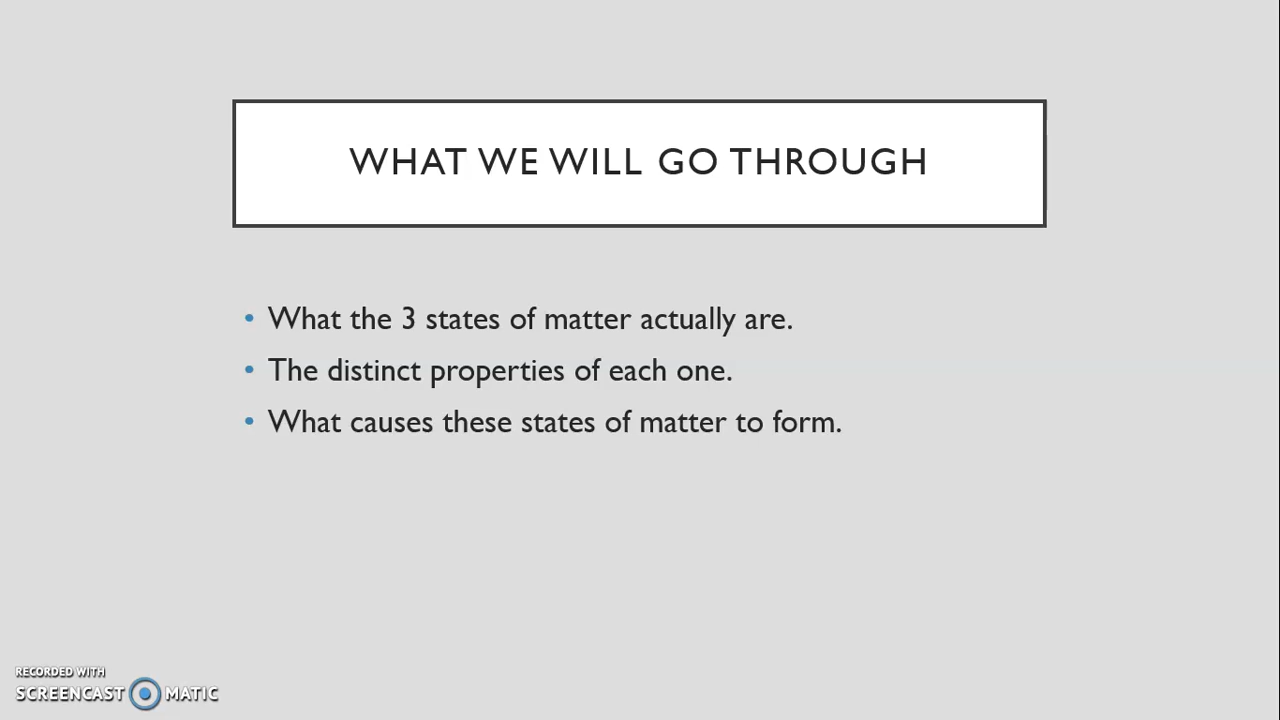 WHAT WE WILL GO THROUGH
• What the 3 states of matter actually are.
• The distinct properties of each one.
• What causes these states of matter to form.
RECORDED WITH
SCREENCAST MATIC